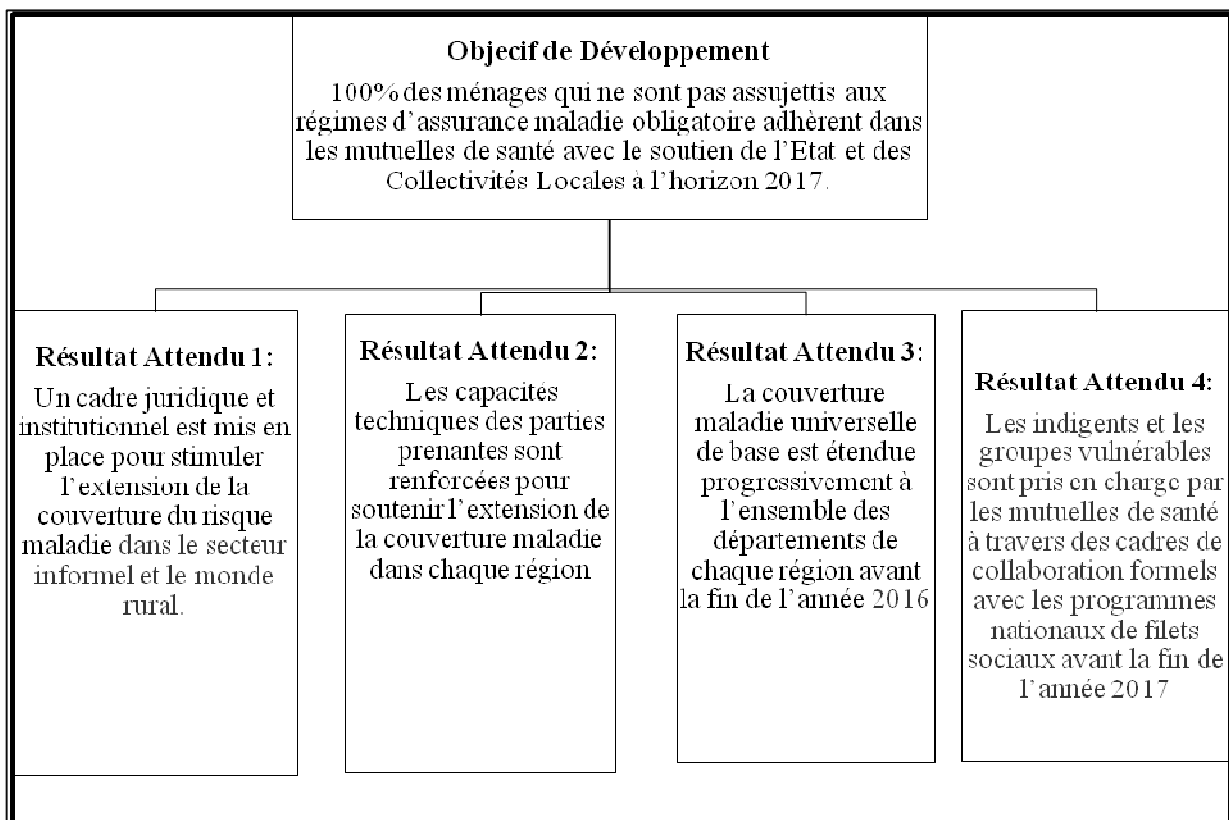 Objecif de Développement
100% des ménages qui ne sont pas assujettis aux
régimes d'assurance maladie obligatoire adhèrent dans
les mutuelles de santé avec le soutien de l'Etat et des
Collectivités Locales à l'horizon 2017.
Résultat Attendu 1:
Un cadre juridique et
institutionnel est mis en
place pour stimuler
l'extension de la
couverture du risque
maladie dans le secteur
informel et le monde
rural.
Résultat Attendu 2:
Les capacités
techniques des parties
prenantes sont
renforcées pour
soutenir l'extension de
la couverture maladie
dans chaque région
Résultat Attendu 3:
La couverture
maladie universelle
de base est étendue
progressivement à
l'ensemble des
départements de
chaque région avant
la fin de l'année 2016
Résultat Attendu 4:
Les indigents et les
groupes vulnérables
sont pris en charge par
les mutuelles de santé
à travers des cadres de
collaboration formels
avec les programmes
nationaux de filets
sociaux avant la fin de
l'année 2017